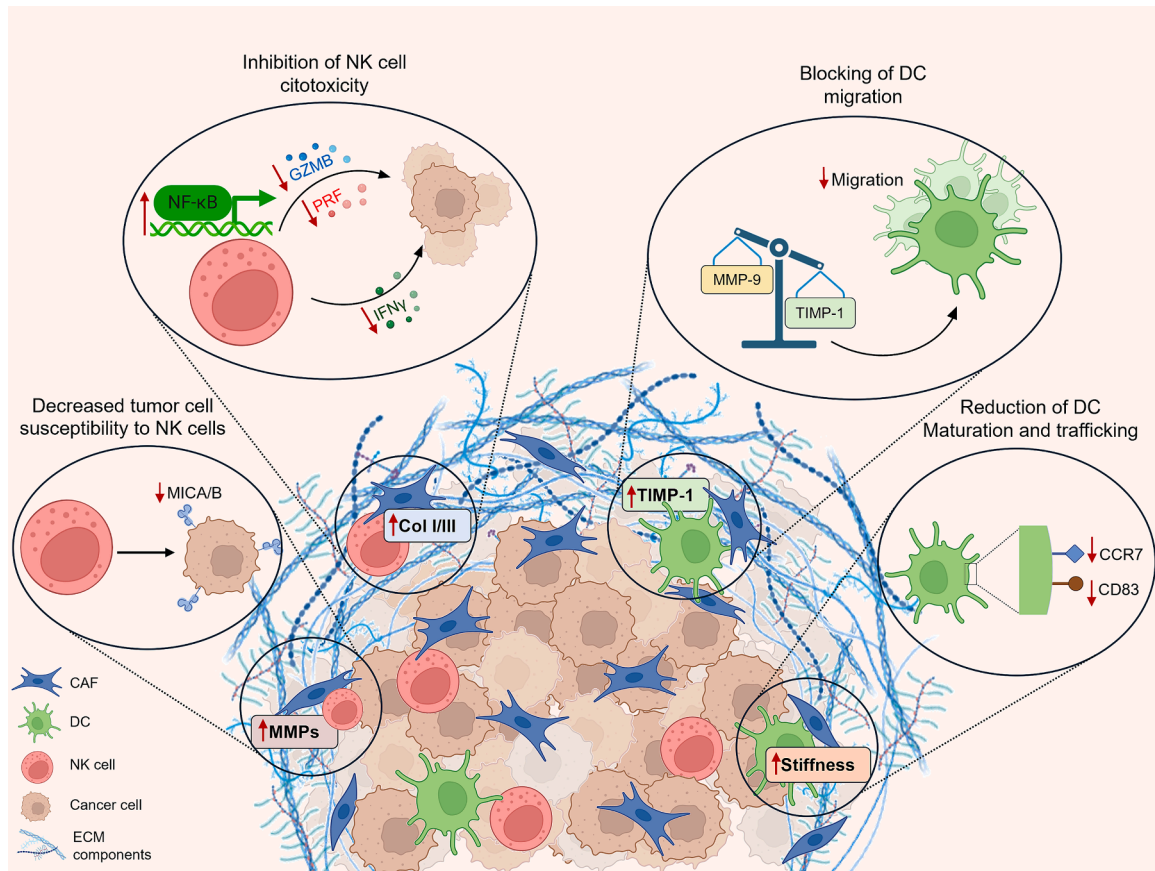 Inhibition of NK cell
citotoxicity
NF-κB
GZMB
PRF
IFNγ
Blocking of DC
migration
Migration
MMP-9
TIMP-1
Decreased tumor cell
susceptibility to NK cells
MICA/B
Reduction of DC
Maturation and trafficking
CCR7
CD83
Col I/III
TIMP-1
MMPs
Stiffness
CAF
DC
NK cell
Cancer cell
ECM
components